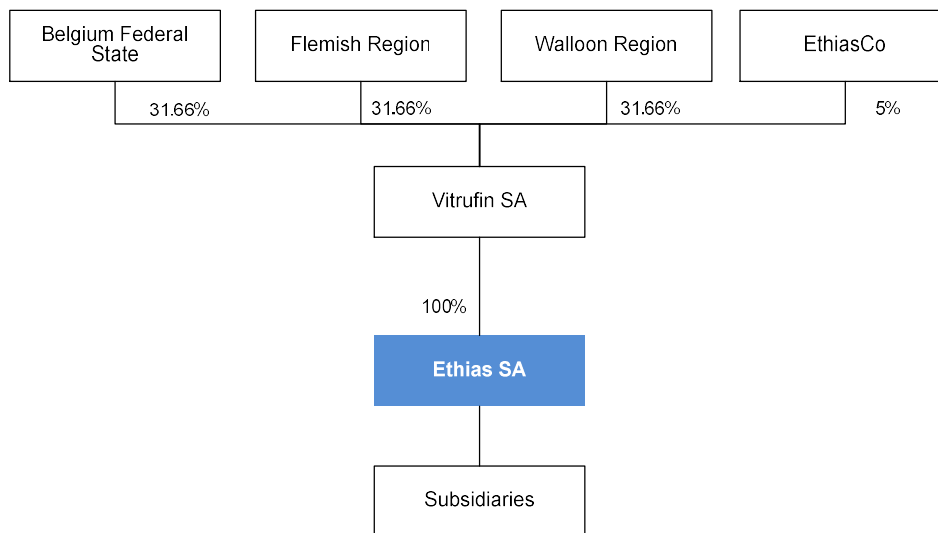 Belgium Federal
State
Flemish Region
Walloon Region
EthiasCo
31.66%
31.66%
31.66%
5%
Vitrufin SA
100%
Ethias SA
Subsidiaries